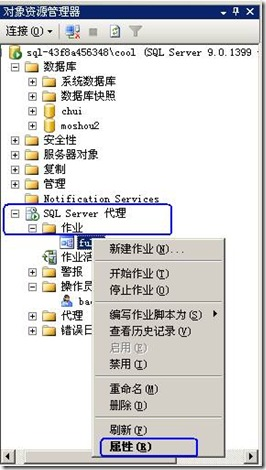 对象资源管理器
连接(O)
sql-43f8a456348\cool (SQL Server 9.0.1399
数据库
系统数据库
数据库快照
chui
moshou2
安全性
服务器对象
复制
管理
Notification Services
SQL Server 代理
作业
fu
新建作业(N)...
作业活
开始作业(T)
警报
停止作业(O)
操作员
ba
编写作业脚本为(S)
代理
查看历史记录(V)
错误日
启用(E)
禁用(I)
重命名(M)
删除(D)
刷新(F)
属性(R)